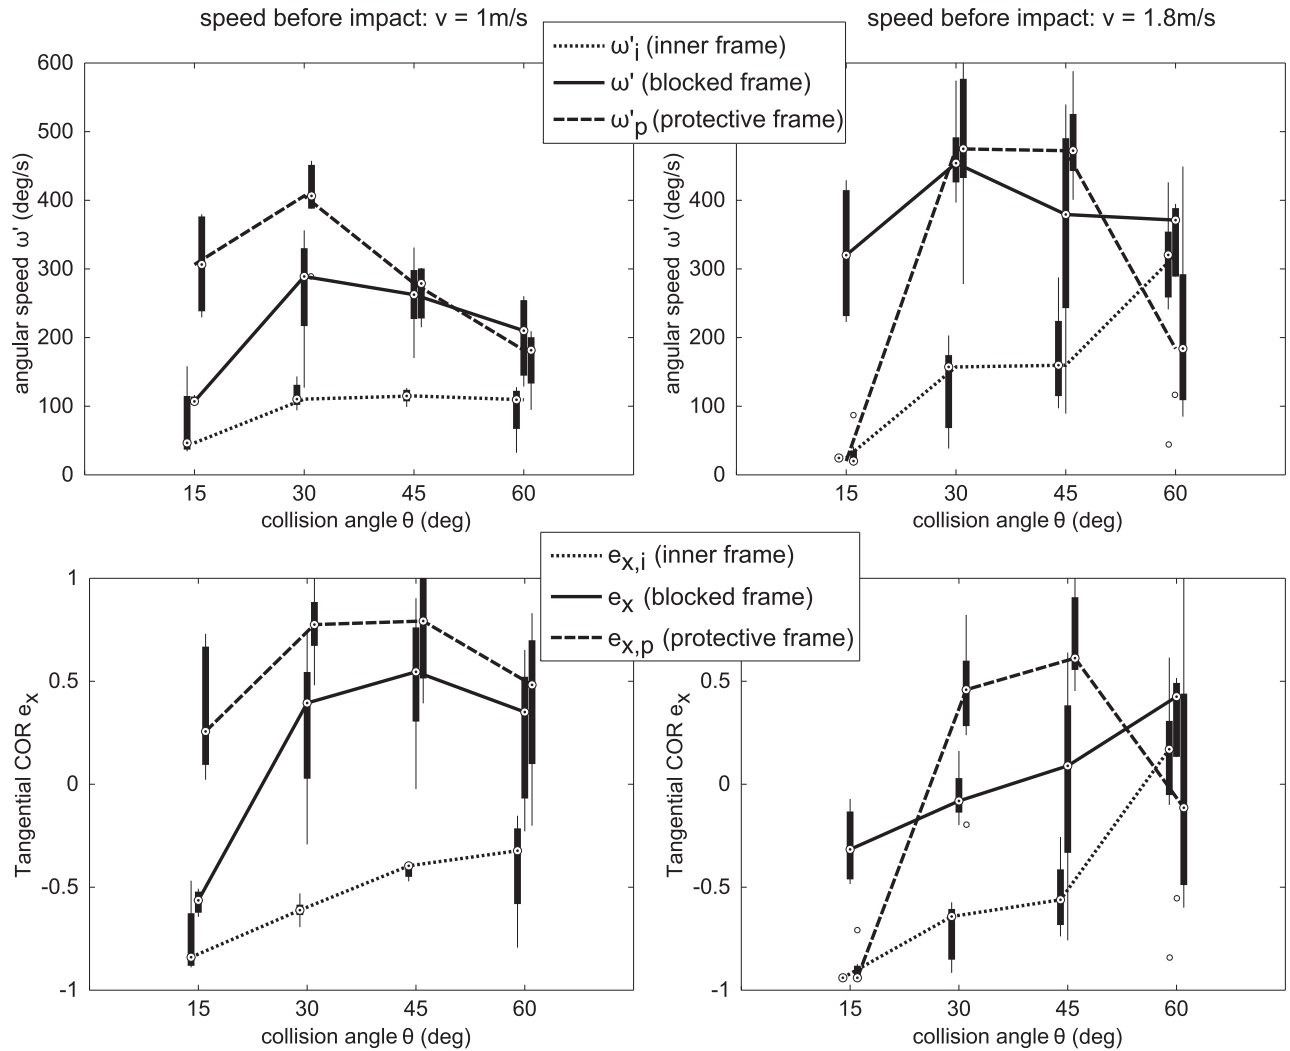 speed before impact: v = 1m/s
speed before impact: v = 1.8m/s
ω'i (inner frame)
ω' (blocked frame)
ω'p (protective frame)
600
500
400
300
200
100
0
angular speed ω' (deg/s)
15 30 45 60
collision angle θ (deg)
500
400
300
200
100
0
angular speed ω' (deg/s)
15 30 45 60
collision angle θ (deg)
ex,i (inner frame)
ex (blocked frame)
ex,p (protective frame)
1
0.5
0
-0.5
-1
Tangential COR ex
15 30 45 60
collision angle θ (deg)
0.5
0
-0.5
-1
Tangential COR ex
15 30 45 60
collision angle θ (deg)